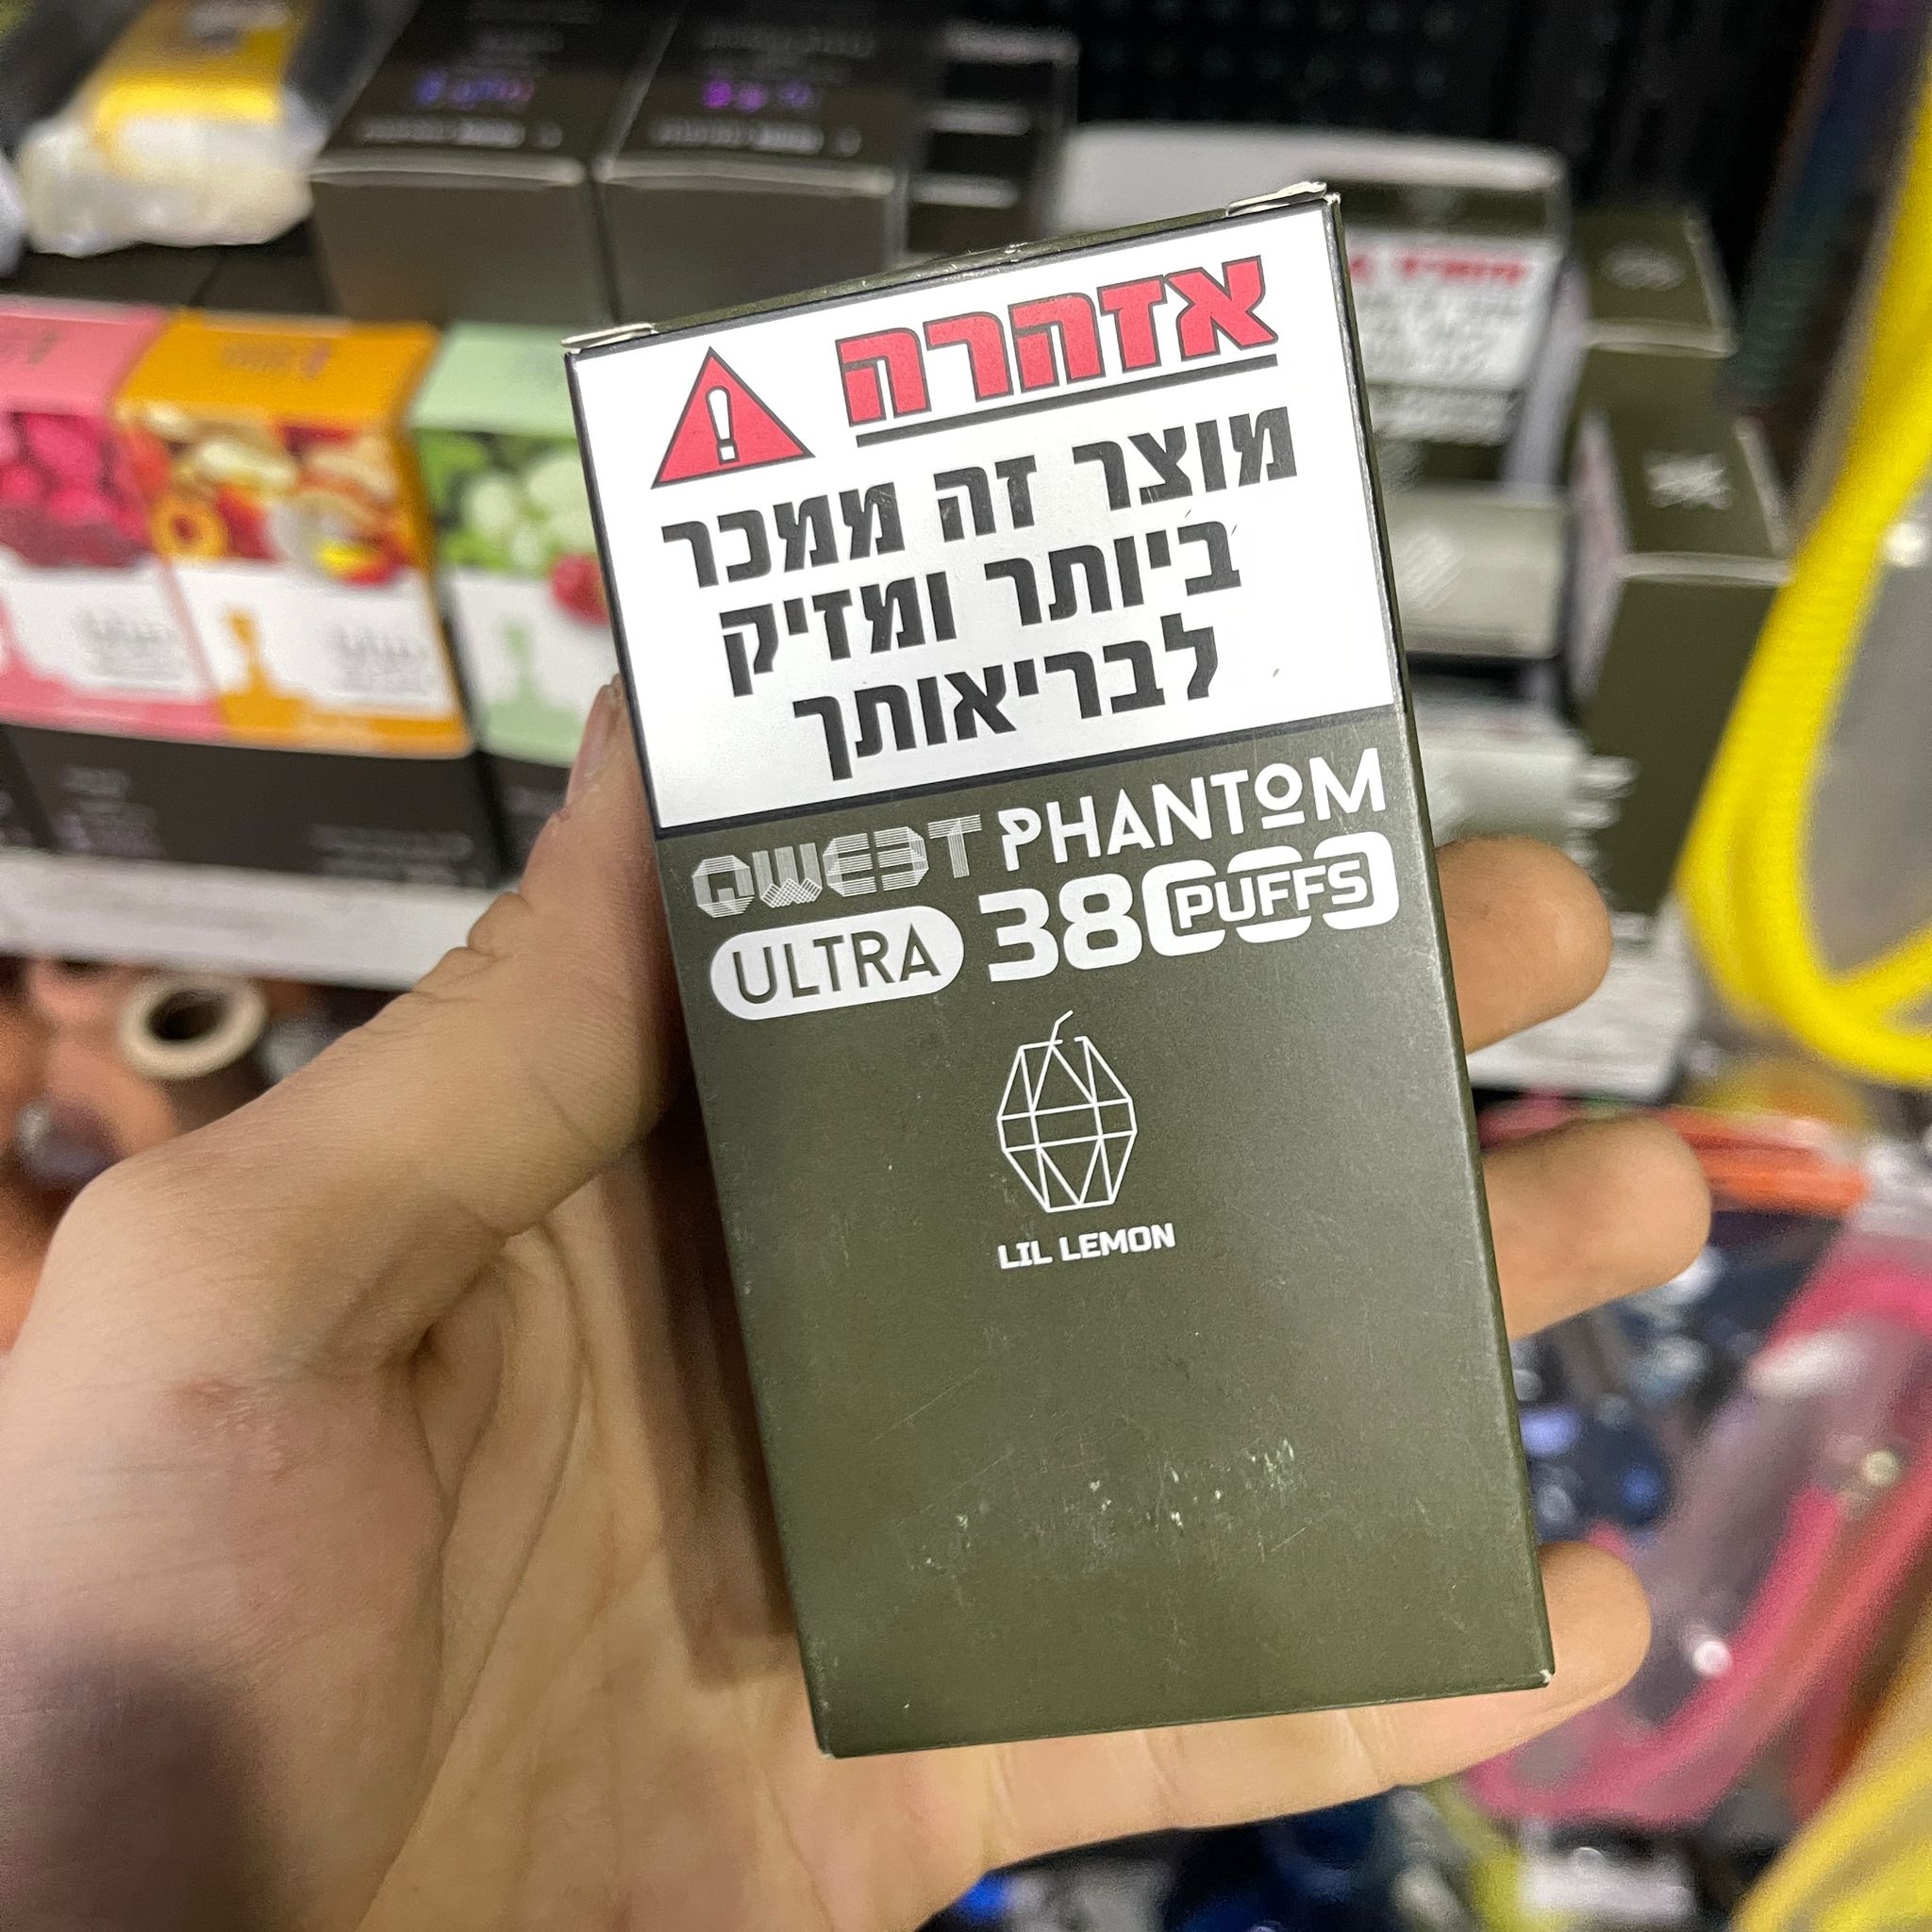 אזהרה
מוצר זה ממכר
ביותר ומזיק
לבריאותך
QWEET PHANTOM
ULTRA 38000 PUFFS
LIL LEMON